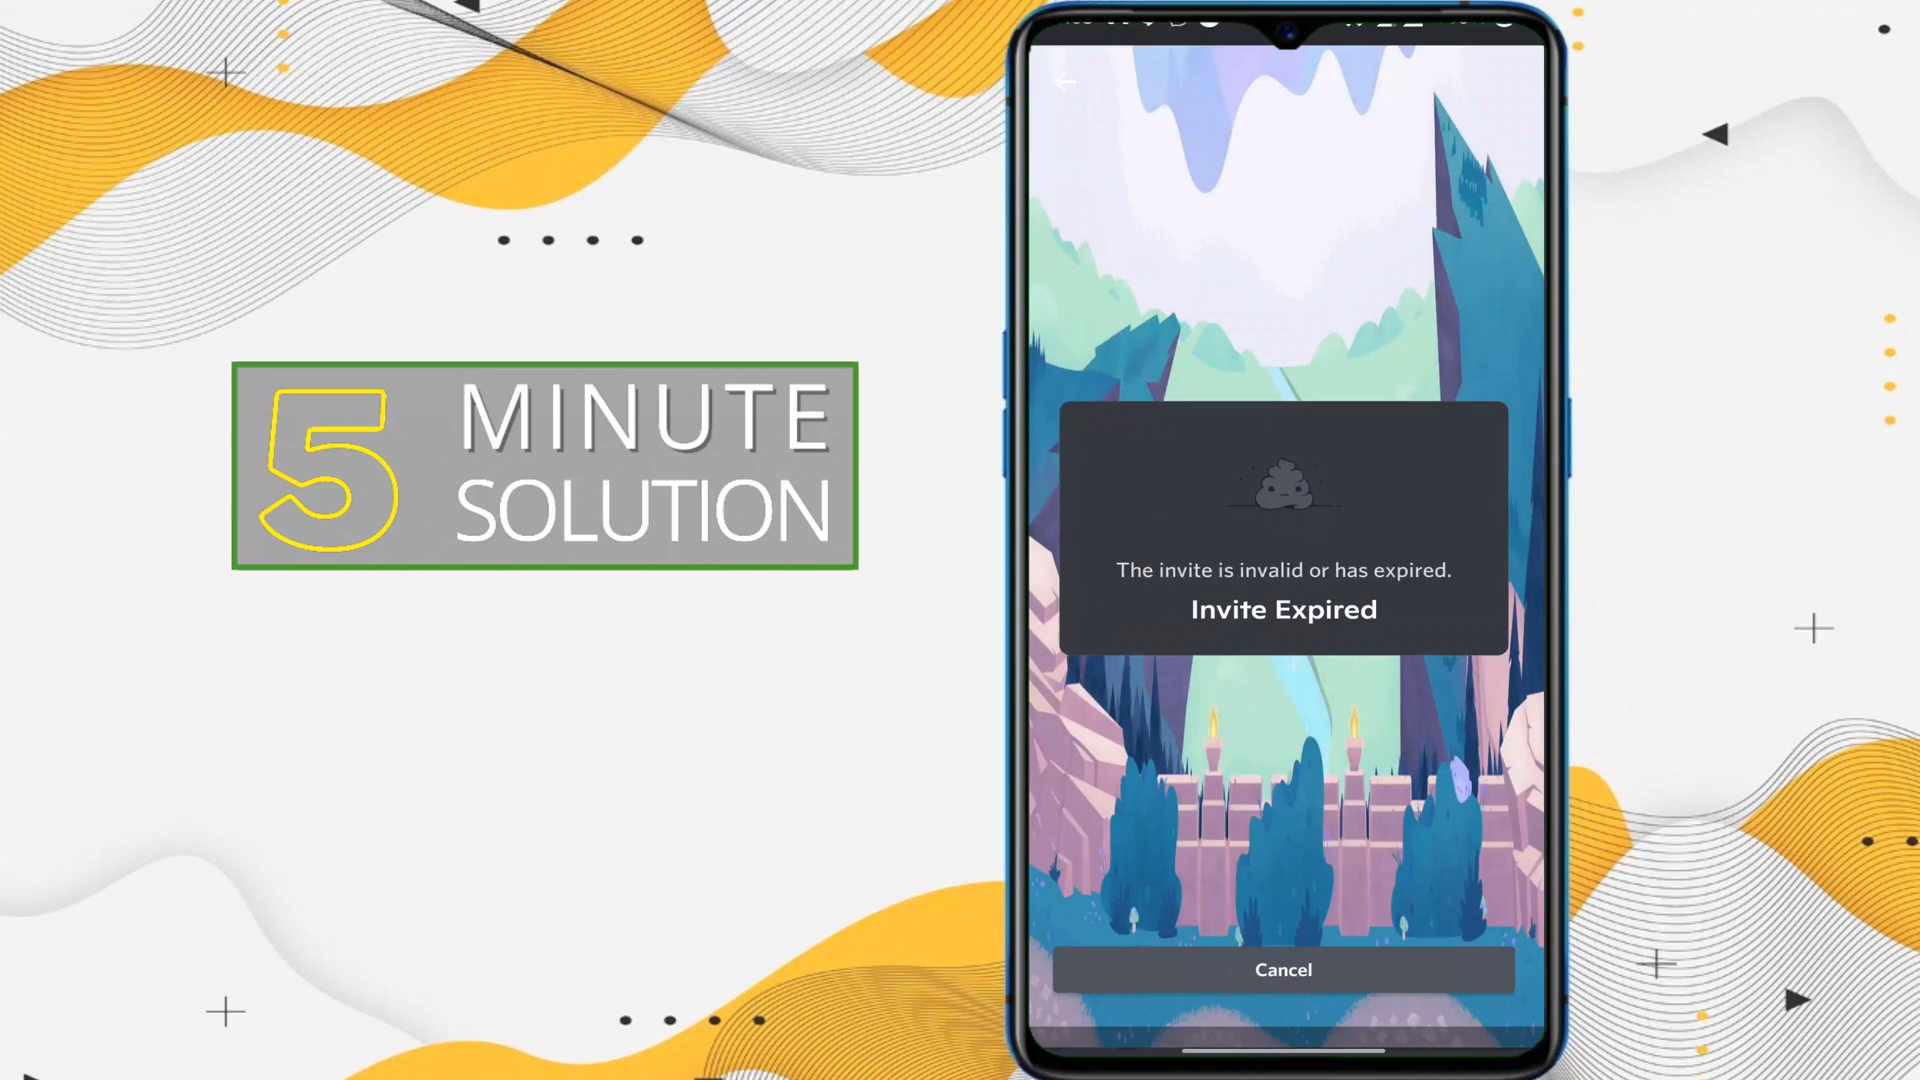 5 MINUTE
SOLUTION
The invite is invalid or has expired.
Invite Expired
Cancel